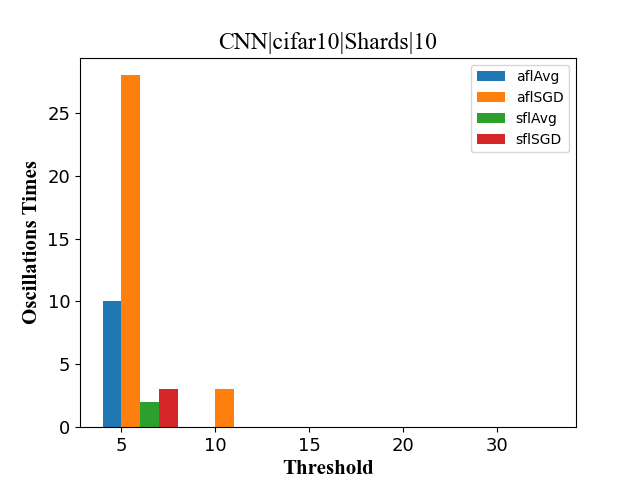 CNN|cifar10|Shards|10
aflAvg
aflSGD
sflAvg
sflSGD
Oscillations Times
25
20
15
10
5
0
5 10 15 20 25 30
Threshold